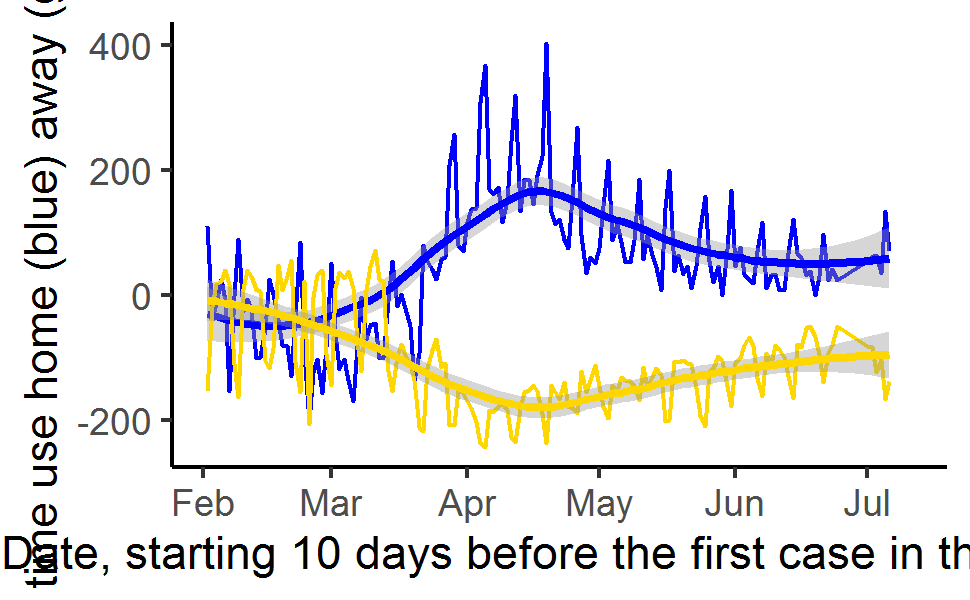 time use home (blue) away (
400
200
0
-200
Feb Mar Apr May Jun Jul
Date, starting 10 days before the first case in th